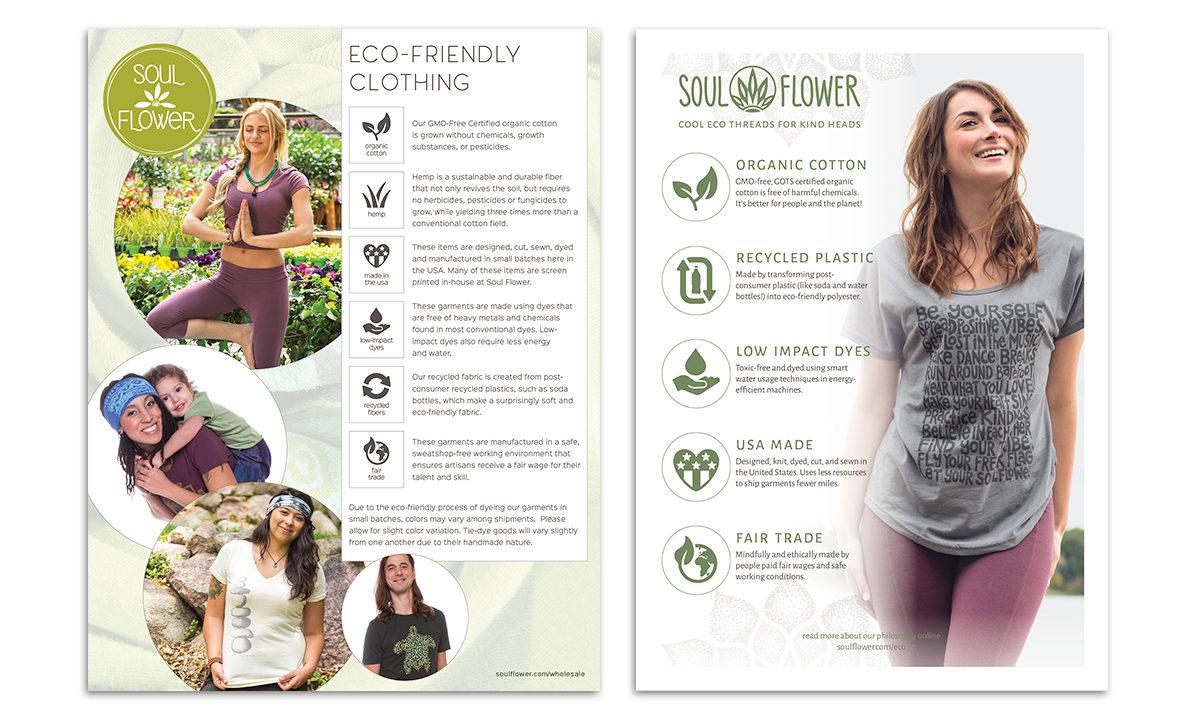 SOUL
FLOWER
ECO-FRIENDLY
CLOTHING
organic
cotton
Our GMO-Free Certified organic cotton
is grown without chemicals, growth
substances, or pesticides.
hemp
Hemp is a sustainable and durable fiber
that not only revives the soil, but requires
no herbicides, pesticides or fungicides to
grow, while yielding three times more than a
conventional cotton field.
made in
the usa
These items are designed, cut, sewn, dyed
and manufactured in small batches here in
the USA. Many of these items are screen
printed in-house at Soul Flower.
low-impact
dyes
These garments are made using dyes that
are free of heavy metals and chemicals
found in most conventional dyes. Low-
impact dyes also require less energy
and water.
recycled
fibers
Our recycled fabric is created from post-
consumer recycled plastics, such as soda
bottles, which make a surprisingly soft and
eco-friendly fabric.
fair
trade
These garments are manufactured in a safe,
sweatshop-free working environment that
ensures artisans receive a fair wage for their
talent and skill.
Due to the eco-friendly process of dyeing our garments in
small batches, colors may vary among shipments. Please
allow for slight color variation. Tie-dye goods will vary slightly
from one another due to their handmade nature.
soulflower.com/wholesale
SOUL FLOWER
COOL ECO THREADS FOR KIND HEADS
ORGANIC COTTON
GMO-free, GOTS certified organic
cotton is free of harmful chemicals.
It's better for people and the planet!
RECYCLED PLASTIC
Made by transforming post-
consumer plastic (like soda and water
bottles!) into eco-friendly polyester.
LOW IMPACT DYES
Toxic-free and dyed using smart
water usage techniques in energy-
efficient machines.
USA MADE
Designed, knit, dyed, cut, and sewn in
the United States. Uses less resources
to ship garments fewer miles.
FAIR TRADE
Mindfully and ethically made by
people paid fair wages and safe
working conditions.
BE YOURSELF
SPREAD POSITIVE VIBES
GET LOST IN THE MUSIC
TAKE DANCE BREAKS
RUN AROUND BAREFOOT
WEAR YOU LOVE
MAKE YOUR HEART SING
PRACTICE KINDNESS
BELIEVE IN EACH OTHER
FIND YOUR VIBE
FLY YOUR FREAK FLAG
LET YOUR SOUL FLOWER
read more about our philosophy online
soulflower.com/eco